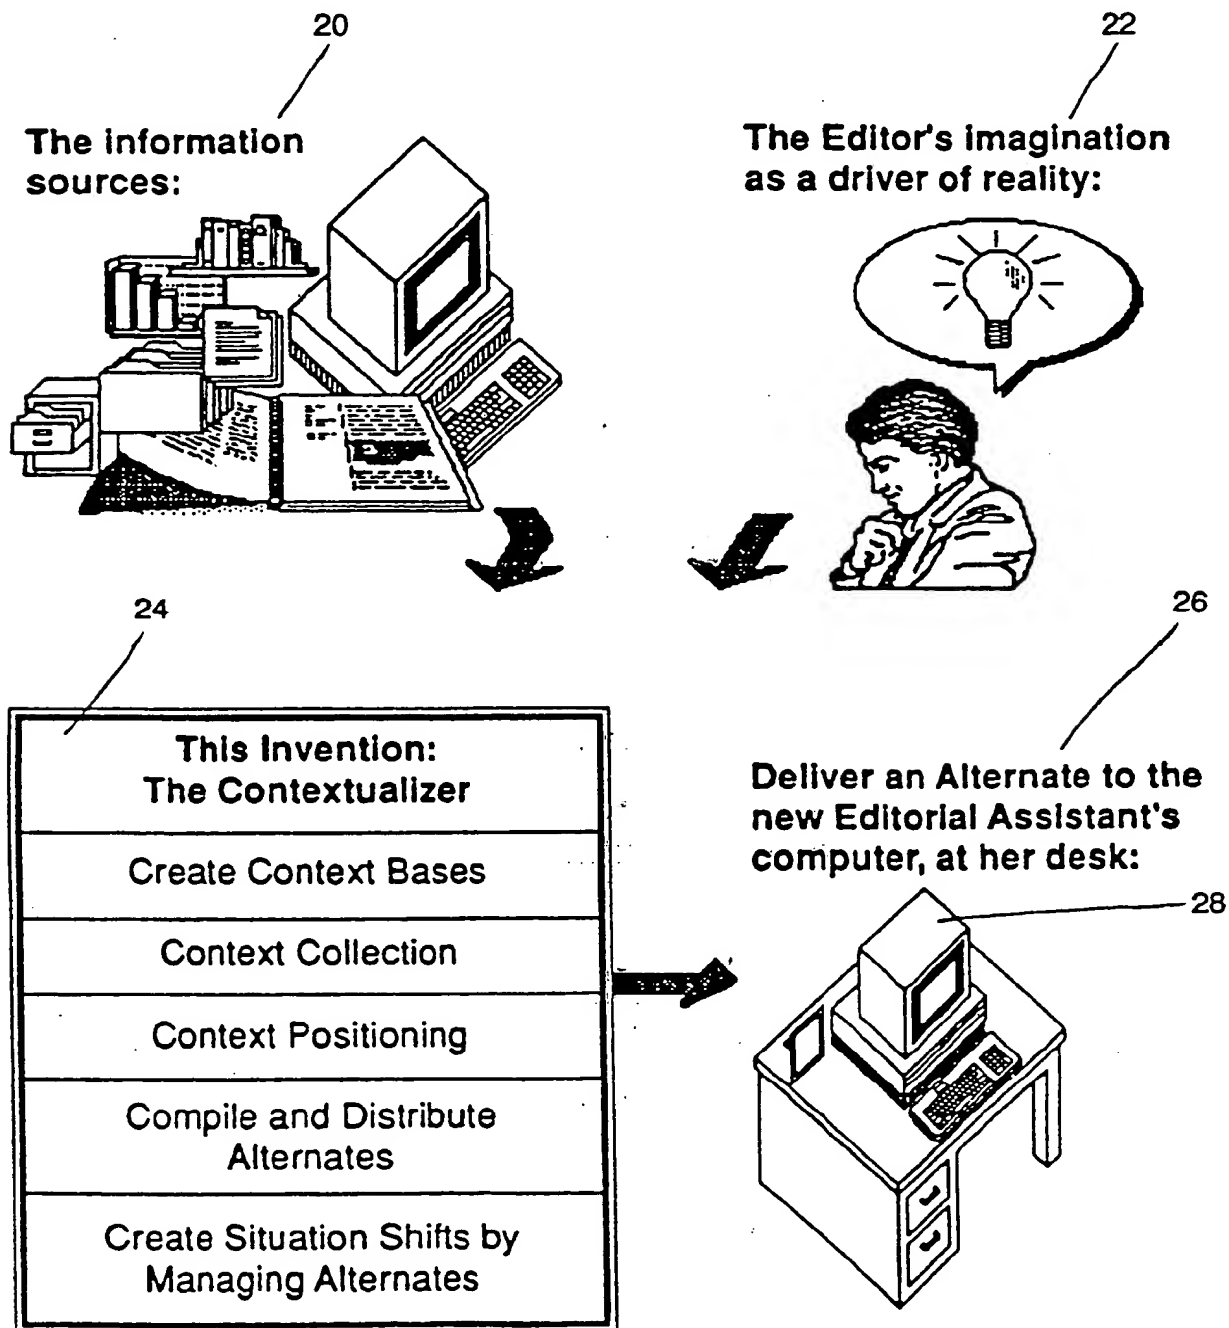 20
22
The information
sources:
The Editor's imagination
as a driver of reality:
24
26
This Invention:
The Contextualizer
Create Context Bases
Context Collection
Context Positioning
Compile and Distribute
Alternates
Create Situation Shifts by
Managing Alternates
Deliver an Alternate to the
new Editorial Assistant's
computer, at her desk:
28